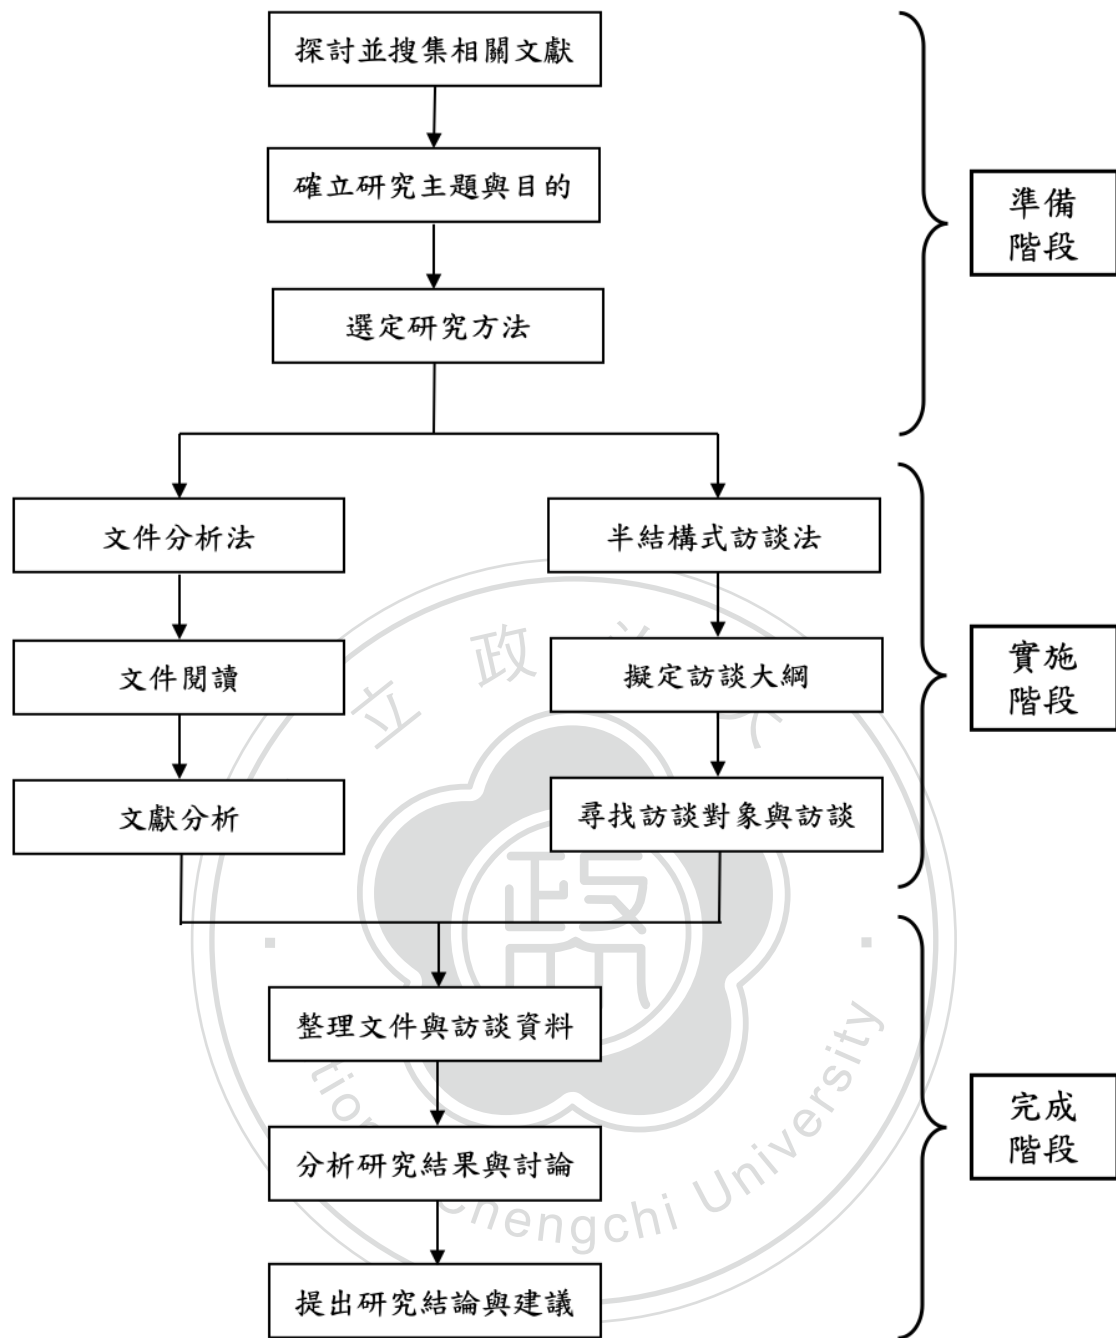 探討並搜集相關文獻
確立研究主題與目的
選定研究方法
準備
階段
文件分析法
半結構式訪談法
文件閱讀
擬定訪談大綱
文獻分析
尋找訪談對象與訪談
實施
階段
整理文件與訪談資料
分析研究結果與討論
提出研究結論與建議
完成
階段
立 政
政
Chengchi University